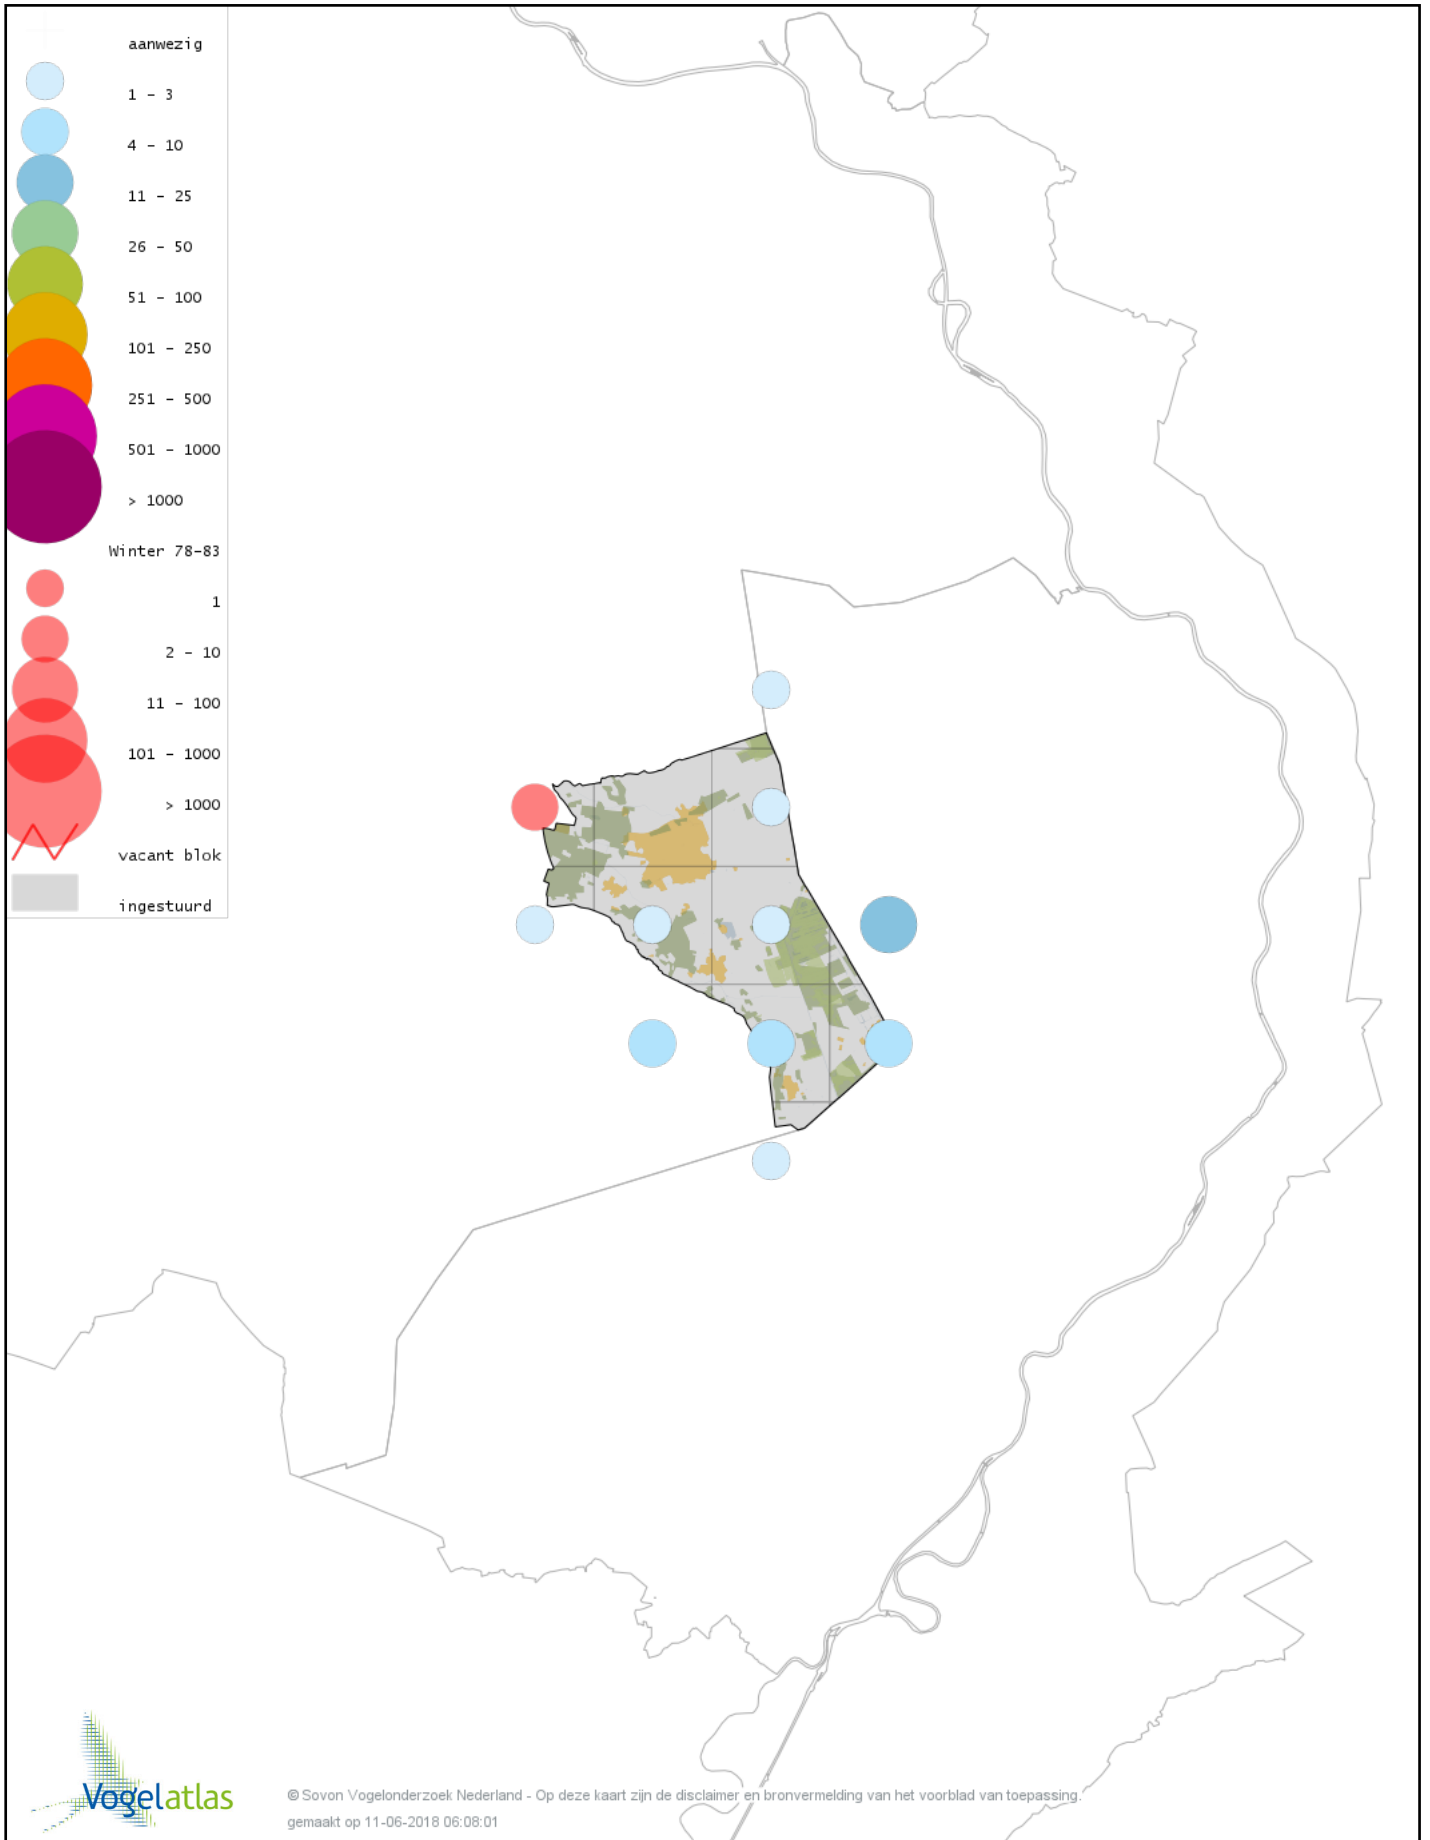 aanwezig
1 - 3
4 - 10
11 - 25
26 - 50
51 - 100
101 - 250
251 - 500
501 - 1000
> 1000
Winter 78-83
1
2 - 10
11 - 100
101 - 1000
> 1000
vacant blok
ingestuurd
Vogelatlas
© Sovon Vogelonderzoek Nederland - Op deze kaart zijn de disclaimer en bronvermelding van het voorblad van toepassing.
gemaakt op 11-06-2018 06:08:01